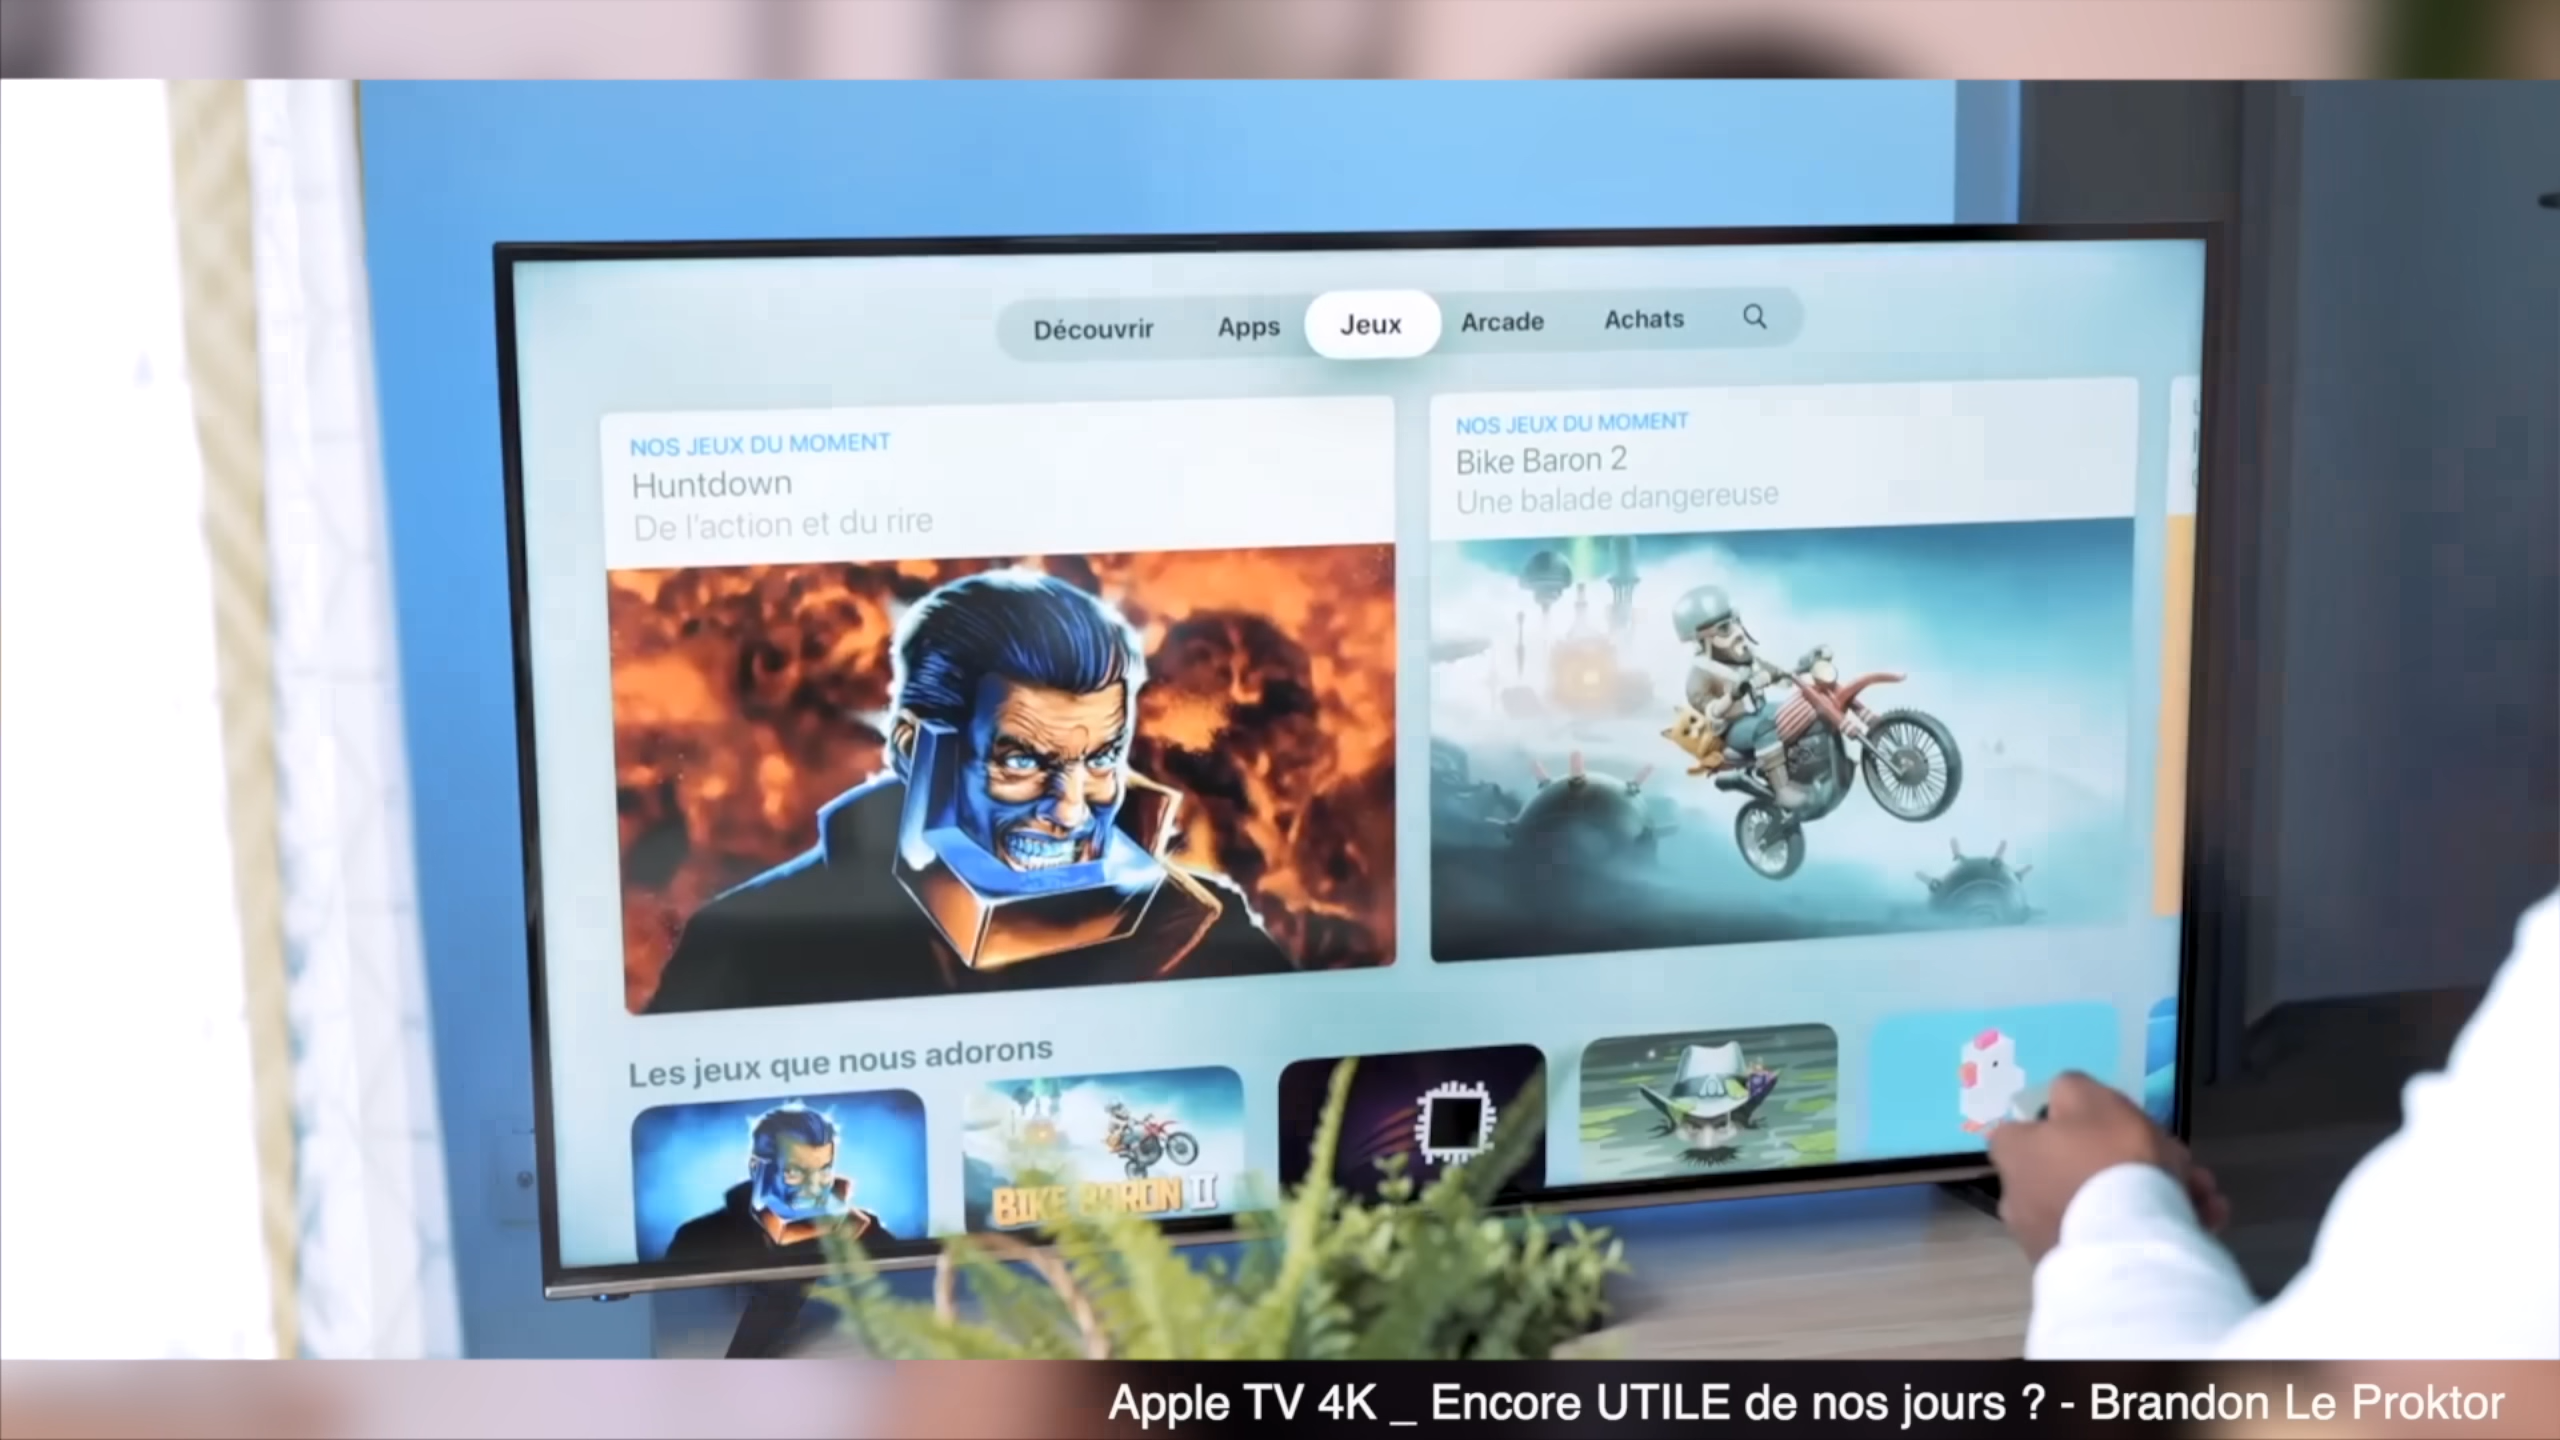 Découvrir Apps Jeux Arcade Achats
NOS JEUX DU MOMENT
Huntdown
De l'action et du rire
NOS JEUX DU MOMENT
Bike Baron 2
Une balade dangereuse
Les jeux que nous adorons
BIKE BARON II
Apple TV 4K _ Encore UTILE de nos jours ? - Brandon Le Proktor